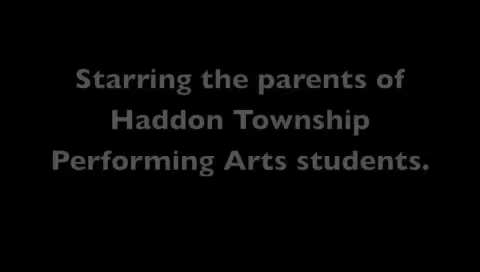 Starring the parents of
Haddon Township
Performing Arts students.